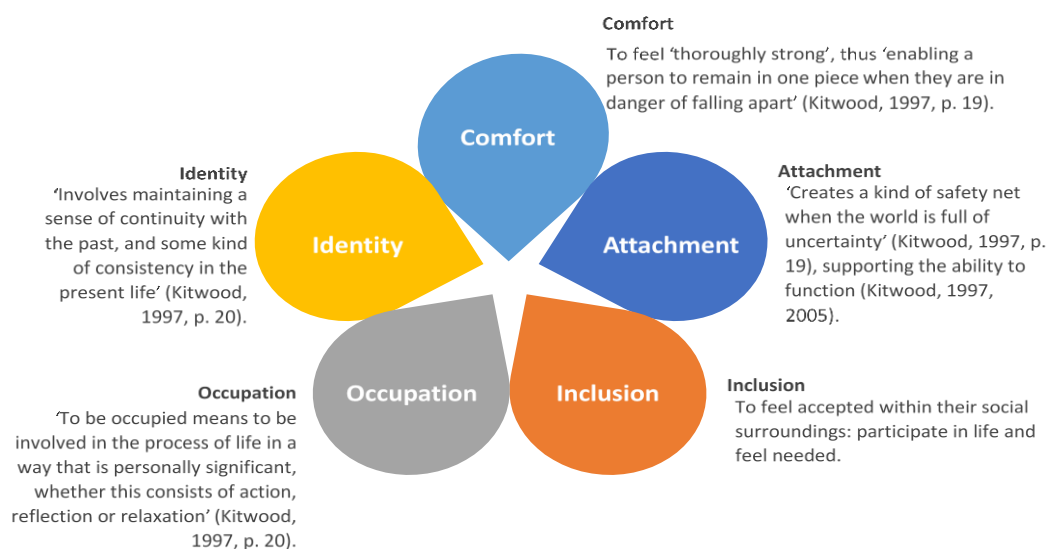 Comfort
To feel ‘thoroughly strong’, thus ‘enabling a
person to remain in one piece when they are in
danger of falling apart’ (Kitwood, 1997, p. 19).
Comfort
Identity
‘Involves maintaining a
sense of continuity with
the past, and some kind
of consistency in the
present life’ (Kitwood,
1997, p. 20).
Identity
Attachment
Attachment
‘Creates a kind of safety net
when the world is full of
uncertainty’ (Kitwood, 1997, p.
19), supporting the ability to
function (Kitwood, 1997,
2005).
Occupation
‘To be occupied means to be
involved in the process of life in a
way that is personally significant,
whether this consists of action,
reflection or relaxation’ (Kitwood,
1997, p. 20).
Occupation
Inclusion
Inclusion
To feel accepted within their social
surroundings: participate in life and
feel needed.